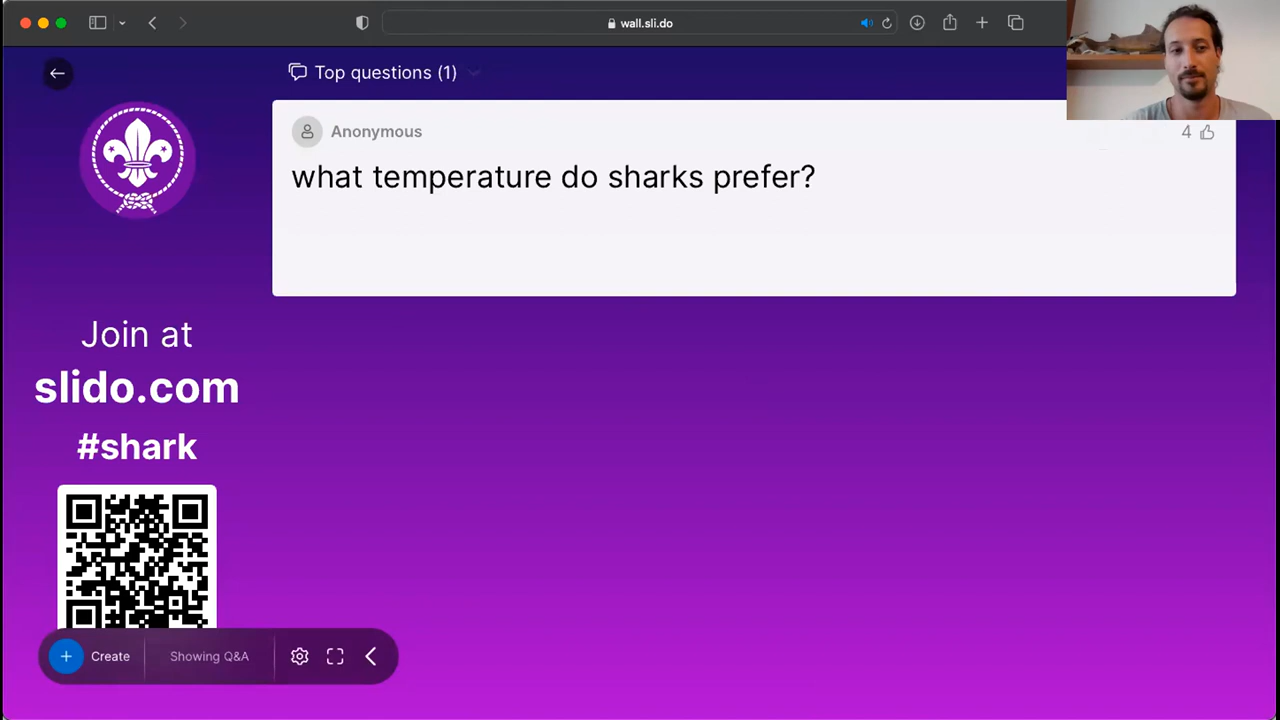 wall.sli.do
Top questions (1)
Anonymous
4
what temperature do sharks prefer?
Join at
slido.com
#shark
Create
Showing Q&A